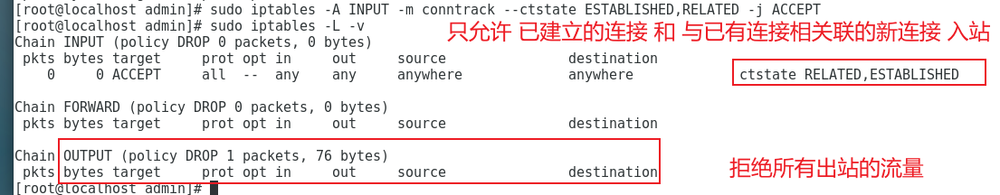 [root@localhost admin]# sudo iptables -A INPUT -m conntrack --ctstate ESTABLISHED,RELATED -j ACCEPT
[root@localhost admin]# sudo iptables -L -v
只允许 已建立的连接 和 与已有连接相关联的新连接 入站
Chain INPUT (policy DROP 0 packets, 0 bytes)
pkts bytes target     prot opt in     out     source               destination
0     0 ACCEPT     all  --  any    any     anywhere             anywhere             ctstate RELATED,ESTABLISHED
Chain FORWARD (policy DROP 0 packets, 0 bytes)
pkts bytes target     prot opt in     out     source               destination
Chain OUTPUT (policy DROP 1 packets, 76 bytes)
pkts bytes target     prot opt in     out     source               destination
拒绝所有出站的流量
[root@localhost admin]#